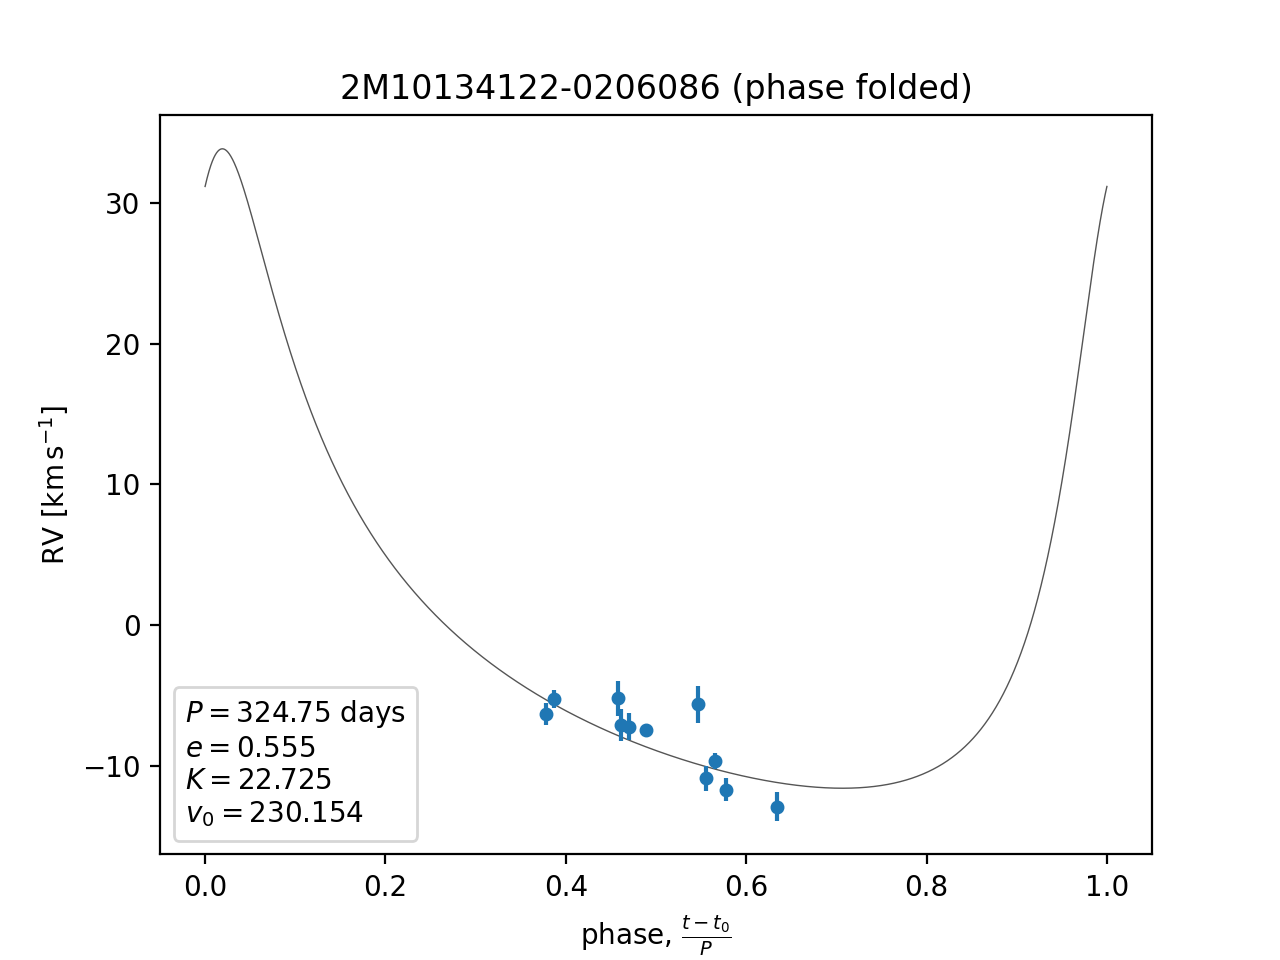 2M10134122-0206086 (phase folded)
RV [km s⁻¹]
30
20
10
0
−10
P = 324.75 days
e = 0.555
K = 22.725
v₀ = 230.154
0.0 0.2 0.4 0.6 0.8 1.0
phase, (t − t₀)/P